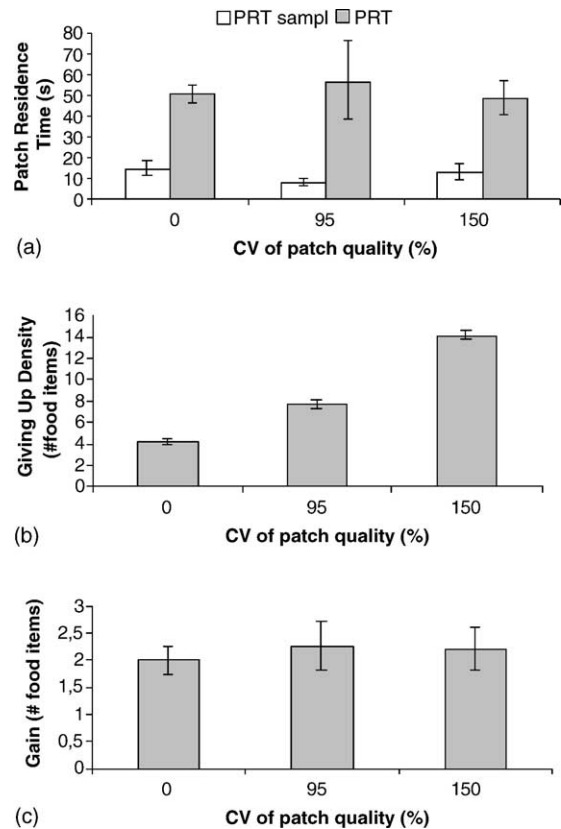 PRT sampl PRT
Patch Residence
Time (s)
80
70
60
50
40
30
20
10
0
0 95 150
CV of patch quality (%)
(a)
Giving Up Density
(#food items)
16
14
12
10
8
6
4
2
0
0 95 150
CV of patch quality (%)
(b)
Gain (# food items)
3
2,5
2
1,5
1
0,5
0
0 95 150
CV of patch quality (%)
(c)